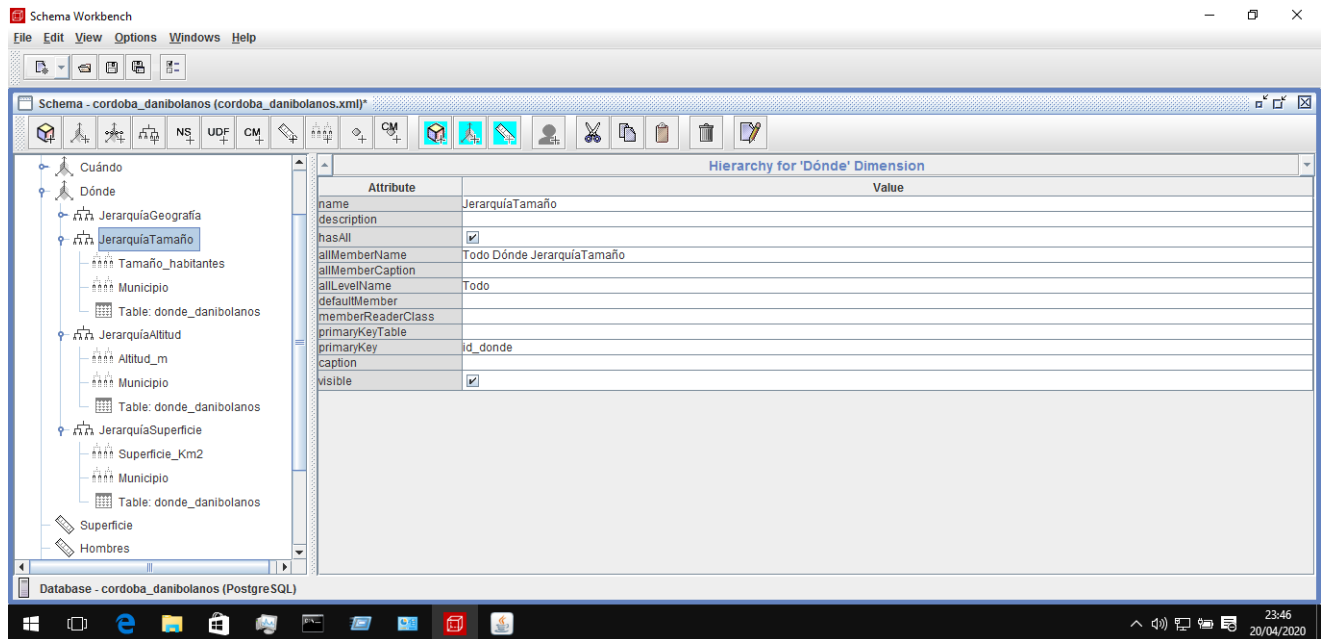 Schema Workbench
File Edit View Options Windows Help
Schema - cordoba_danibolanos (cordoba_danibolanos.xml)*
NS UDF CM CM
Cuándo
Dónde
JerarquíaGeografía
JerarquíaTamaño
Tamaño_habitantes
Municipio
Table: donde_danibolanos
JerarquíaAltitud
Altitud_m
Municipio
Table: donde_danibolanos
JerarquíaSuperficie
Superficie_Km2
Municipio
Table: donde_danibolanos
Superficie
Hombres
Hierarchy for 'Dónde' Dimension
Attribute Value
name JerarquíaTamaño
description
hasAll
allMemberName Todo Dónde JerarquíaTamaño
allMemberCaption
allLevelName Todo
defaultMember
memberReaderClass
primaryKeyTable
primaryKey id_donde
caption
visible
Database - cordoba_danibolanos (PostgreSQL)
23:46
20/04/2020